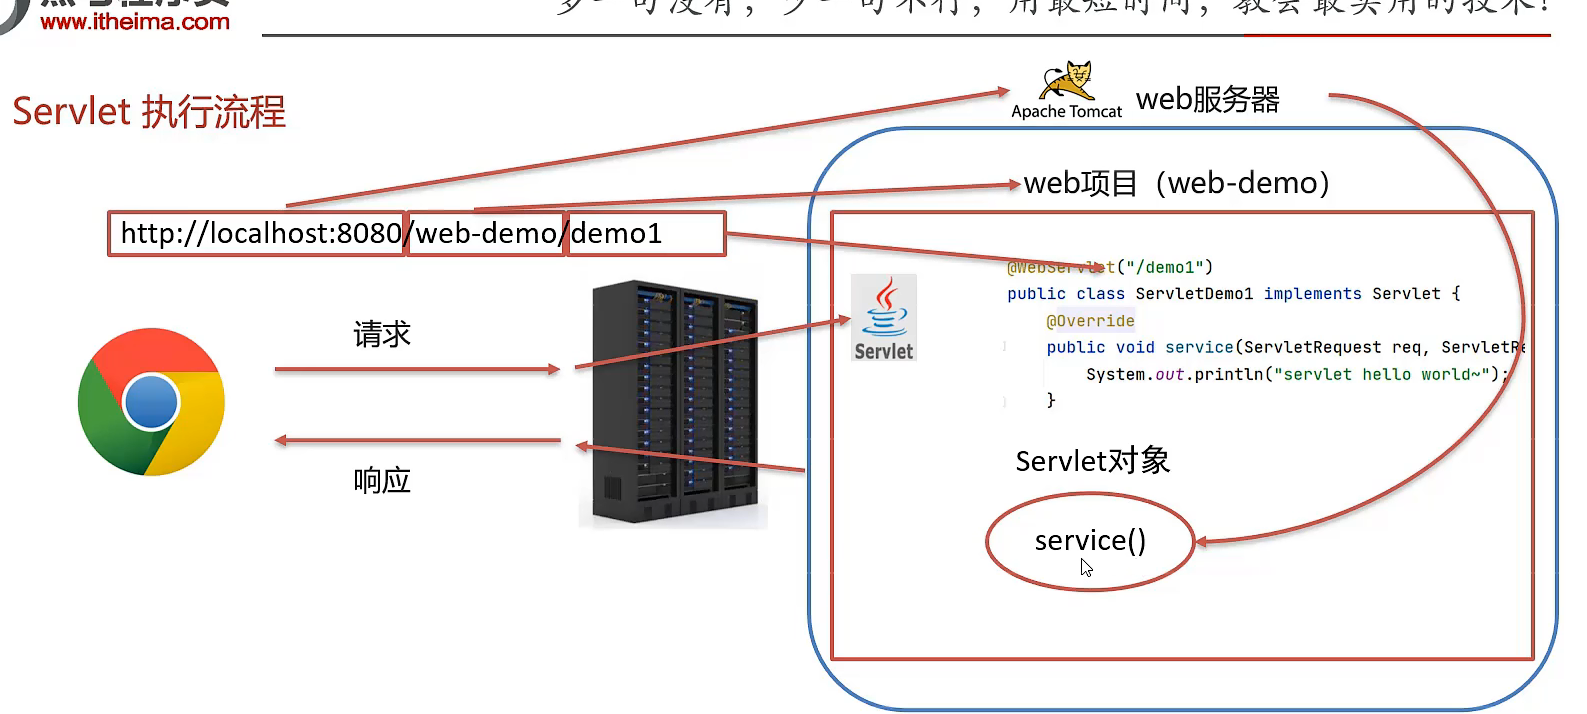 www.itheima.com
Servlet 执行流程
Apache Tomcat
web服务器
web项目（web-demo）
http://localhost:8080/web-demo/demo1
@WebServlet("/demo1")
public class ServletDemo1 implements Servlet {
@Override
public void service(ServletRequest req, ServletRe
System.out.println("servlet hello world~");
}
Servlet
请求
响应
Servlet对象
service()